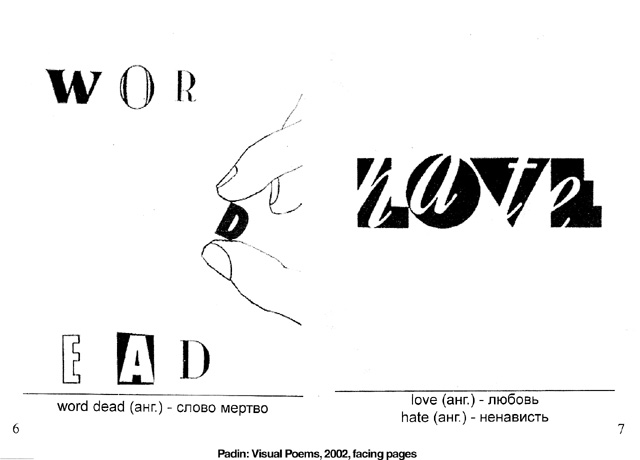 W O R
D
E A D
word dead (анг.) - слово мертво
6
hate
LOVE
love (анг.) - любовь
hate (анг.) - ненависть
7
Padin: Visual Poems, 2002, facing pages